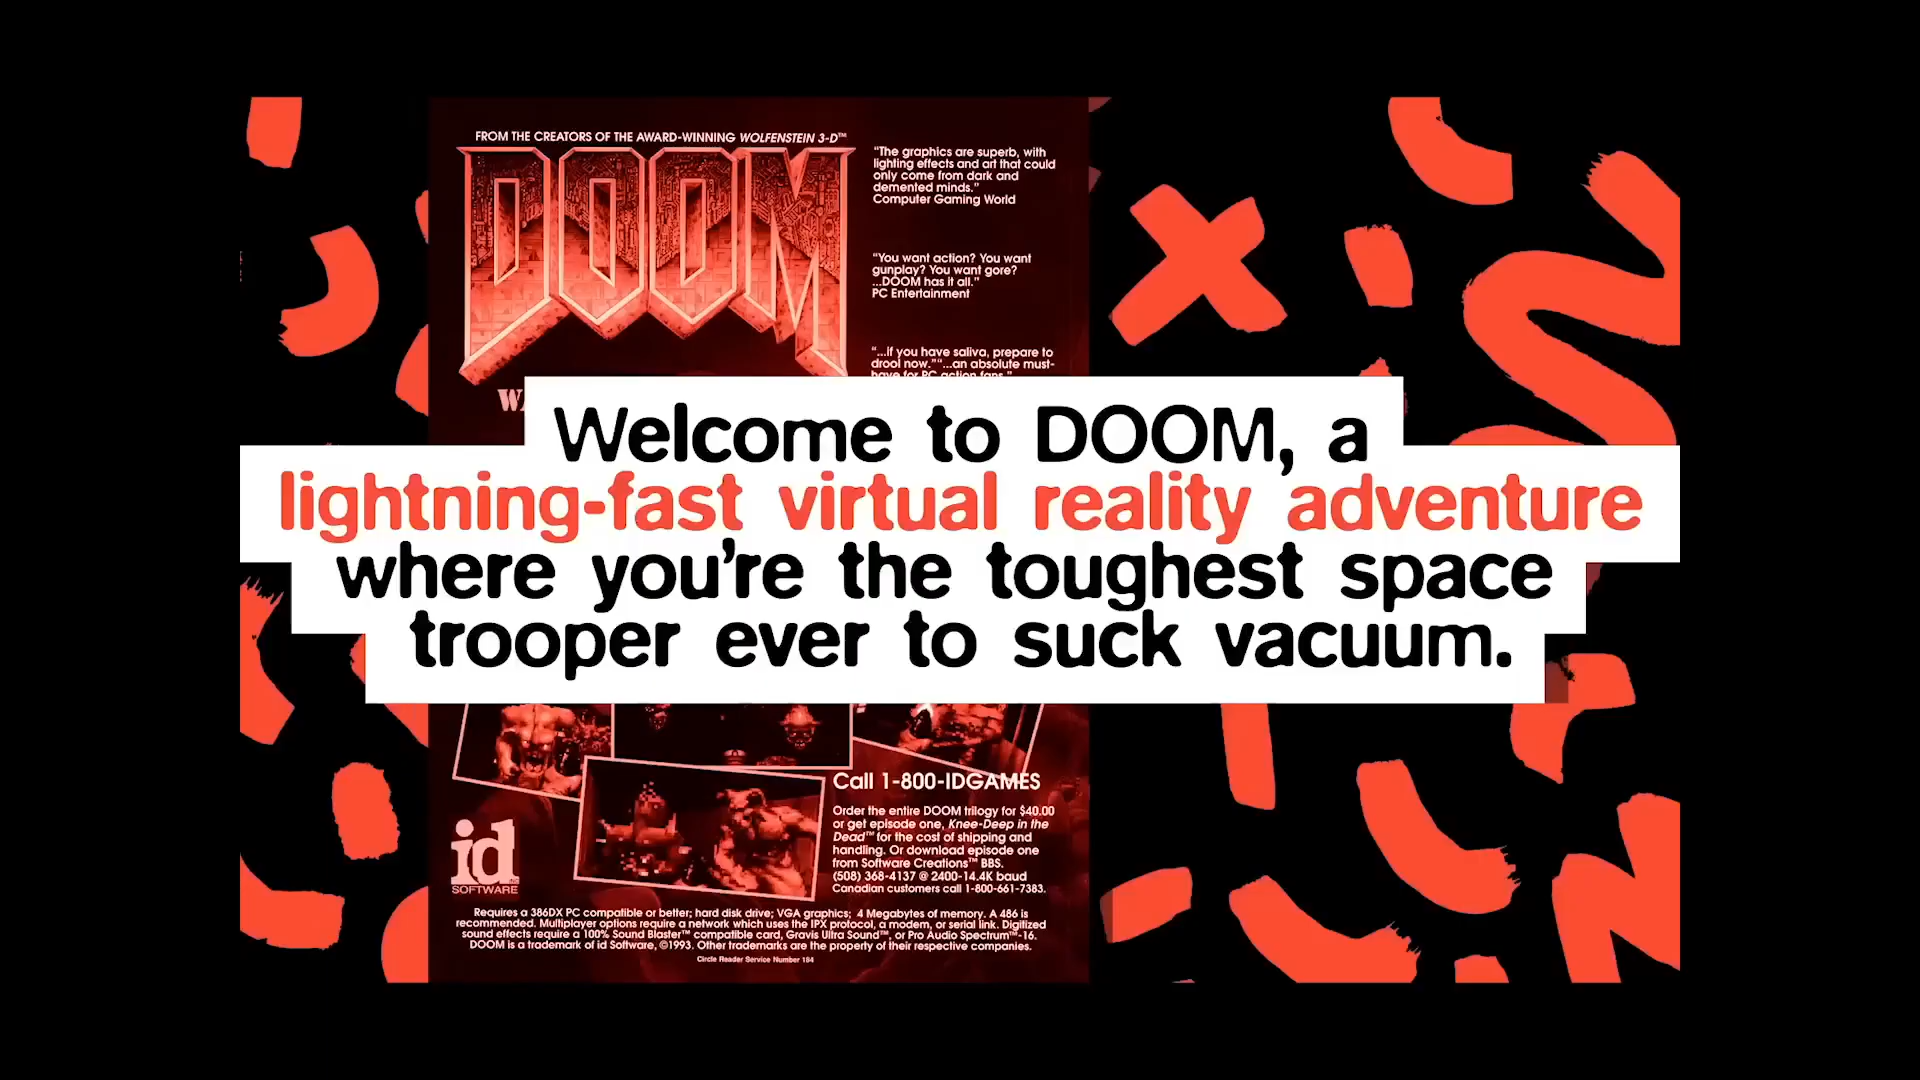 FROM THE CREATORS OF THE AWARD-WINNING WOLFENSTEIN 3-D™
DOOM
"The graphics are superb, with
lighting effects and art that could
only come from dark and
demented minds."
Computer Gaming World
"You want action? You want
gunplay? You want gore?
...DOOM has it all."
PC Entertainment
"...If you have saliva, prepare to
drool now.""...an absolute must-
have for PC action fans."
Welcome to DOOM, a
lightning-fast virtual reality adventure
where you're the toughest space
trooper ever to suck vacuum.
Call 1-800-IDGAMES
Order the entire DOOM trilogy for $40.00
or get episode one, Knee-Deep in the
Dead™ for the cost of shipping and
handling. Or download episode one
from Software Creations™ BBS.
(508) 368-4137 @ 2400-14.4K baud
Canadian customers call 1-800-661-7383.
id
SOFTWARE
Requires a 386DX PC compatible or better; hard disk drive; VGA graphics; 4 Megabytes of memory. A 486 is
recommended. Multiplayer options require a network which uses the IPX protocol, a modem, or serial link. Digitized
sound effects require a 100% Sound Blaster™ compatible card, Gravis Ultra Sound™, or Pro Audio Spectrum™-16.
DOOM is a trademark of id Software, ©1993. Other trademarks are the property of their respective companies.
Circle Reader Service Number 184